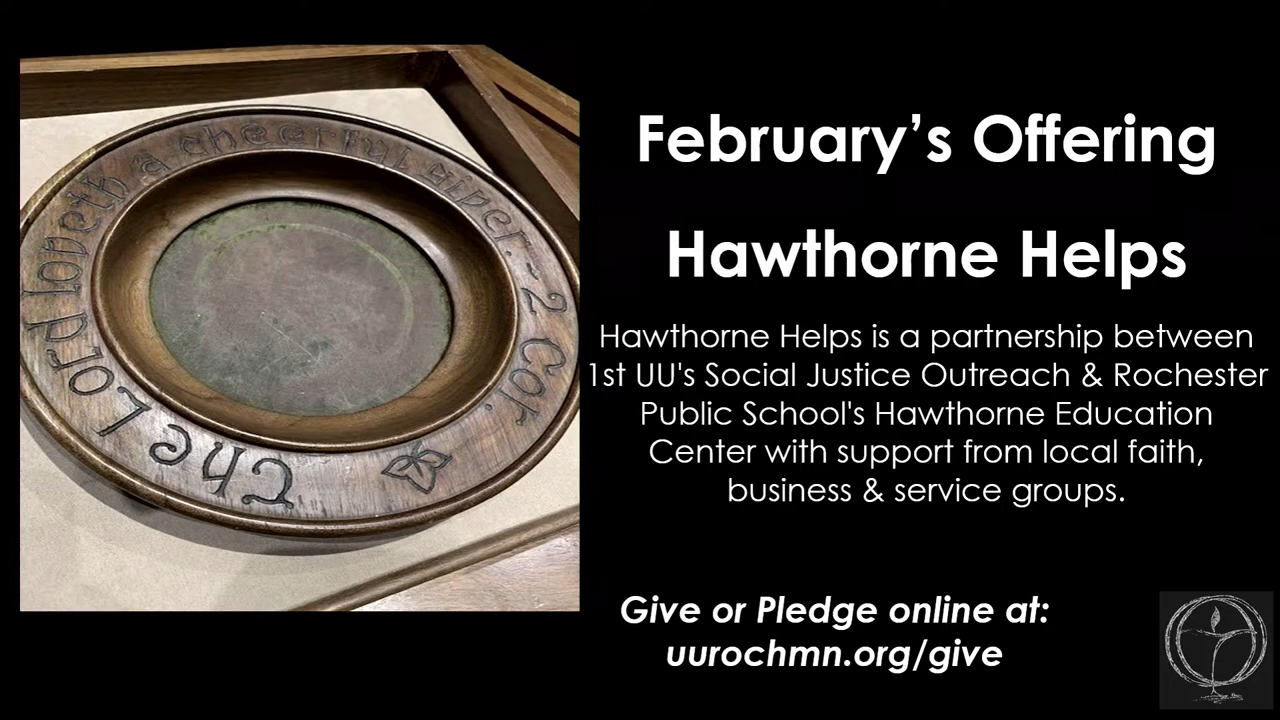 The Lord loveth a cheerful giver. ~ 2 Cor.
February’s Offering
Hawthorne Helps
Hawthorne Helps is a partnership between
1st UU's Social Justice Outreach & Rochester
Public School's Hawthorne Education
Center with support from local faith,
business & service groups.
Give or Pledge online at:
uurochmn.org/give